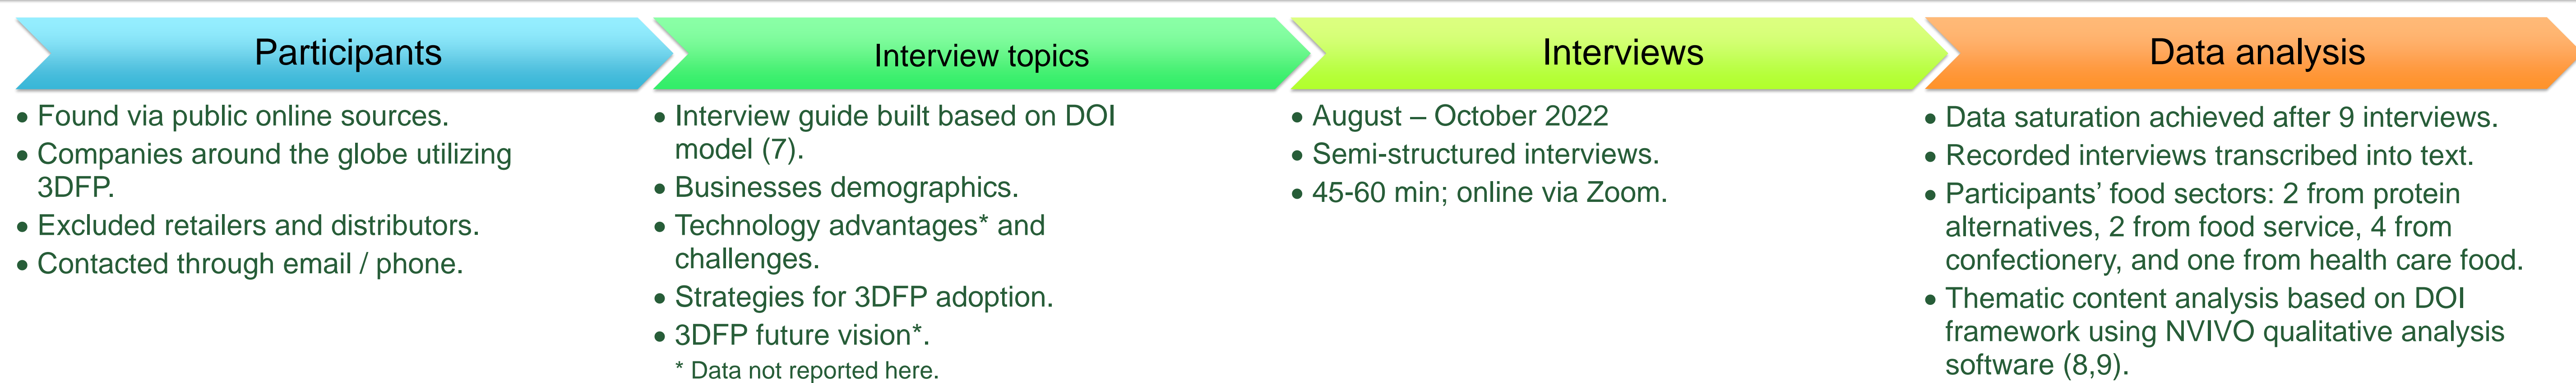 Participants
• Found via public online sources.
• Companies around the globe utilizing
3DFP.
• Excluded retailers and distributors.
• Contacted through email / phone.
Interview topics
• Interview guide built based on DOI
model (7).
• Businesses demographics.
• Technology advantages* and
challenges.
• Strategies for 3DFP adoption.
• 3DFP future vision*.
* Data not reported here.
Interviews
• August – October 2022
• Semi-structured interviews.
• 45-60 min; online via Zoom.
Data analysis
• Data saturation achieved after 9 interviews.
• Recorded interviews transcribed into text.
• Participants’ food sectors: 2 from protein
alternatives, 2 from food service, 4 from
confectionery, and one from health care food.
• Thematic content analysis based on DOI
framework using NVIVO qualitative analysis
software (8,9).